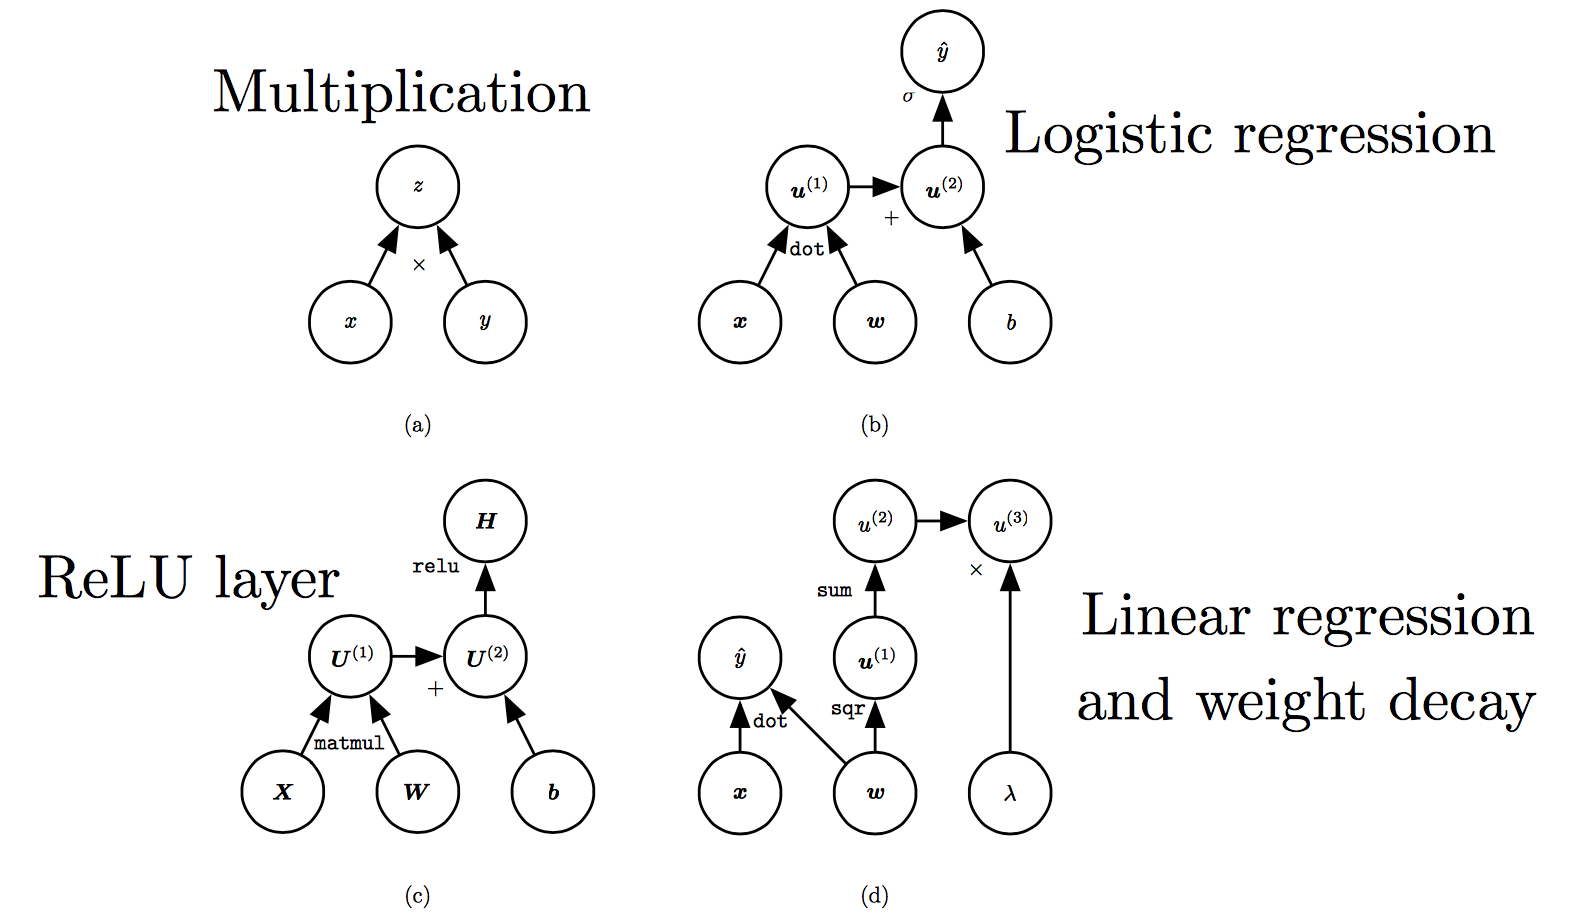 Multiplication
z
×
x
y
(a)
ŷ
σ
Logistic regression
u(1)
u(2)
+
dot
x
w
b
(b)
H
relu
ReLU layer
U(1)
U(2)
+
matmul
X
W
b
(c)
u(2)
u(3)
×
sum
Linear regression
and weight decay
ŷ
u(1)
dot
sqr
x
w
λ
(d)